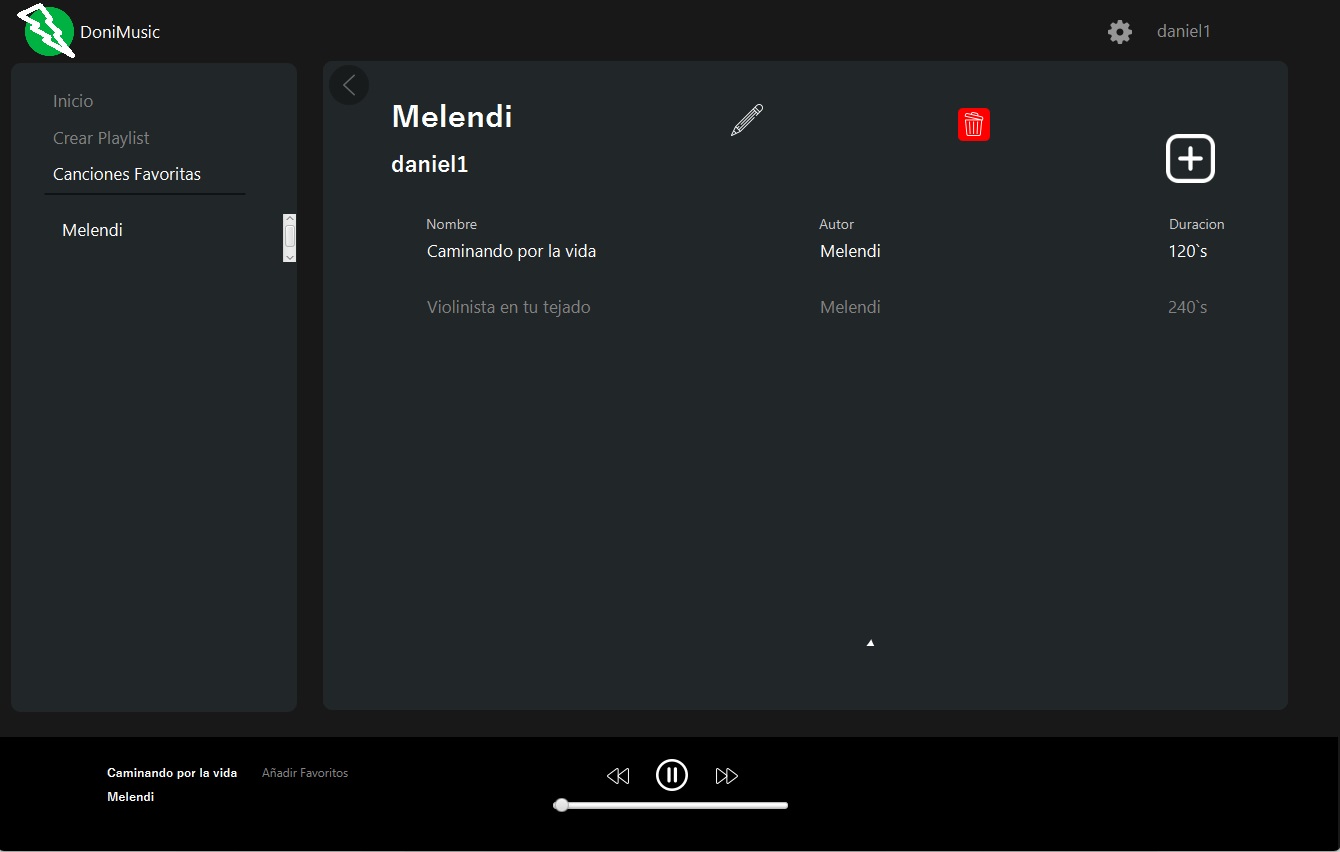 DoniMusic
daniel1
Inicio
Crear Playlist
Canciones Favoritas
Melendi
Melendi
daniel1
Nombre Autor Duracion
Caminando por la vida Melendi 120`s
Violinista en tu tejado Melendi 240`s
Caminando por la vida Añadir Favoritos
Melendi